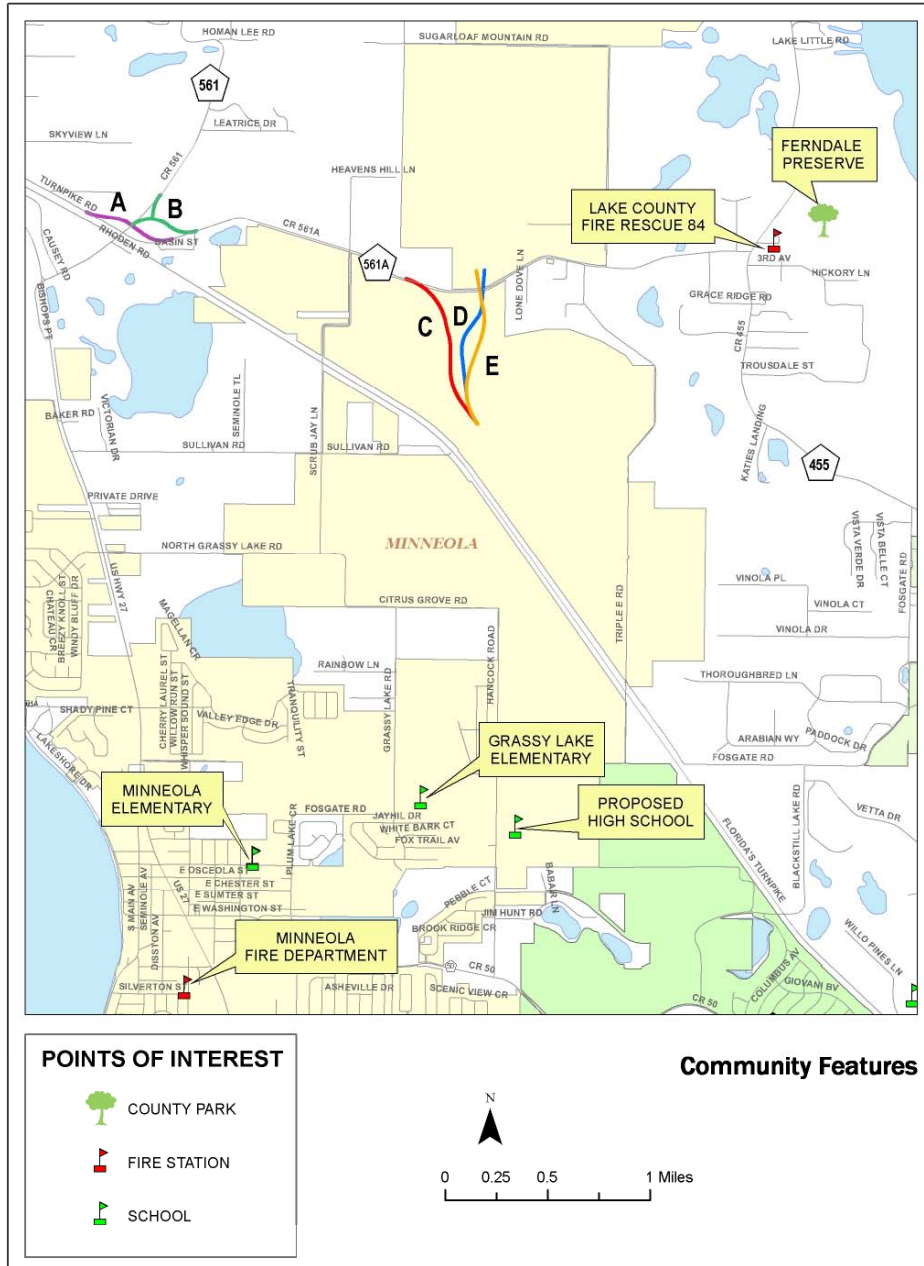 HOMAN LEE RD
SUGARLOAF MOUNTAIN RD
LAKE LITTLE RD
561
LEATRICE DR
SKYVIEW LN
CR 561
HEAVENS HILL LN
FERNDALE
PRESERVE
TURNPIKE RD
A
B
LAKE COUNTY
FIRE RESCUE 84
RHODEN RD
BASIN ST
CR 561A
561A
3RD AV
HICKORY LN
CAUSEY RD
BISHOPS PT
LONE DOVE LN
GRACE RIDGE RD
C
D
E
CR 455
TROUSDALE ST
BAKER RD
VICTORIAN DR
SEMINOLE TL
SCRUB JAY LN
SULLIVAN RD
SULLIVAN RD
KATIES LANDING
455
PRIVATE DRIVE
NORTH GRASSY LAKE RD
MINNEOLA
VISTA VERDE DR
VISTA BELLE CT
FOSGATE RD
US HWY 27
CHATEAU CR
BREEZY KNOLL ST
WINDY BLUFF DR
MAGELLAN CR
CITRUS GROVE RD
TRIPLE E RD
VINOLA PL
VINOLA CT
VINOLA DR
RAINBOW LN
GRASSY LAKE RD
HANCOCK ROAD
THOROUGHBRED LN
SHADY PINE CT
CHERRY LAUREL ST
WILLOW RUN ST
WHISPER SOUND ST
VALLEY EDGE DR
TRANQUILITY ST
ARABIAN WY
PADDOCK DR
FOSGATE RD
LAKESHORE DR
GRASSY LAKE
ELEMENTARY
MINNEOLA
ELEMENTARY
FOSGATE RD
PLUM LAKE CR
JAYHIL DR
WHITE BARK CT
FOX TRAIL AV
PROPOSED
HIGH SCHOOL
FLORIDA'S TURNPIKE
BLACKSTILL LAKE RD
VETTA DR
E OSCEOLA ST
E CHESTER ST
E SUMTER ST
E WASHINGTON ST
S MAIN AV
SEMINOLE AV
DISSTON AV
US 27
PEBBLE CT
BABAR LN
JIM HUNT RD
BROOK RIDGE CR
MINNEOLA
FIRE DEPARTMENT
50
CR 50
SILVERTON ST
ASHEVILLE DR
SCENIC VIEW CR
CR 50
COLUMBUS AV
GIOVANI BV
WILLO PINES LN
POINTS OF INTEREST
COUNTY PARK
FIRE STATION
SCHOOL
Community Features
N
0 0.25 0.5 1 Miles